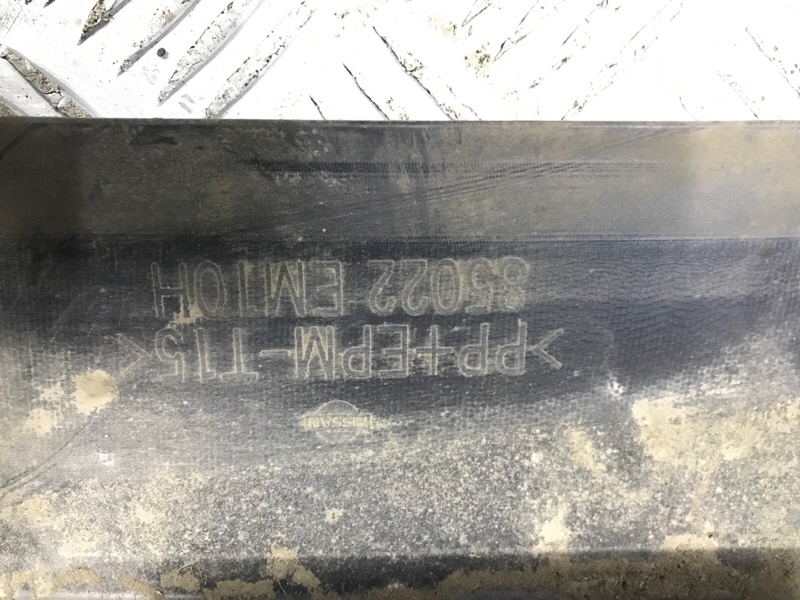 NISSAN
>PP+EPM-T15<
85022 EM10H